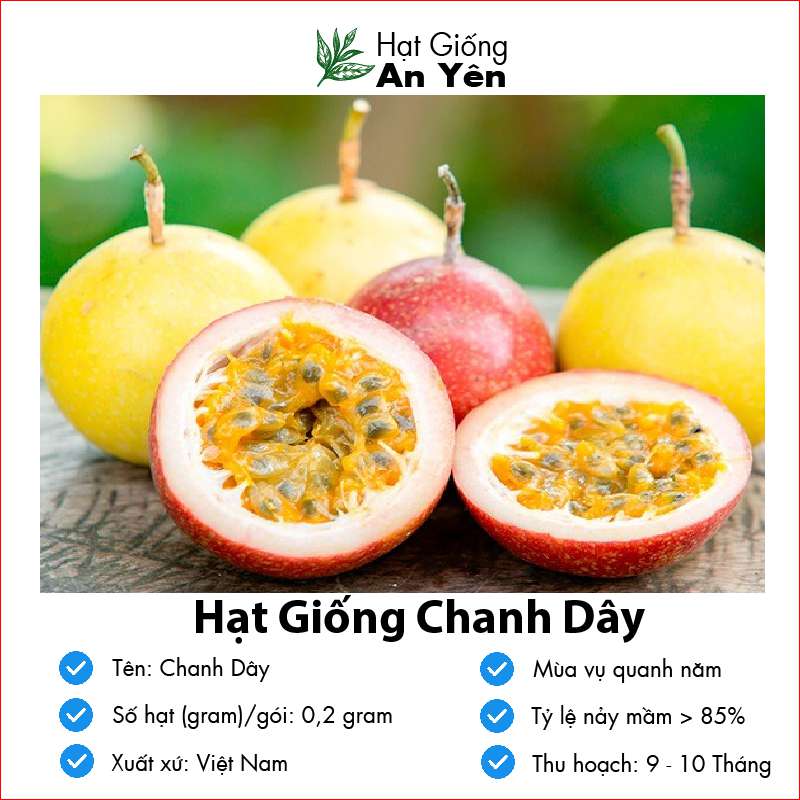 Hạt Giống
An Yên
Hạt Giống Chanh Dây
Tên: Chanh Dây
Số hạt (gram)/gói: 0,2 gram
Xuất xứ: Việt Nam
Mùa vụ quanh năm
Tỷ lệ nảy mầm > 85%
Thu hoạch: 9 - 10 Tháng